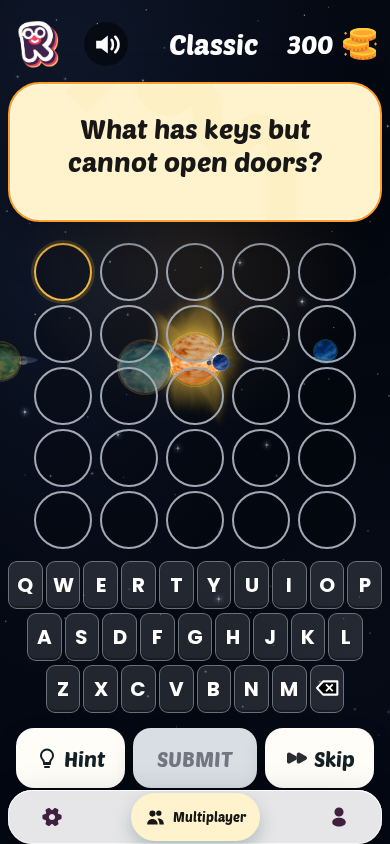 R
Classic
300
What has keys but
cannot open doors?
Q W E R T Y U I O P
A S D F G H J K L
Z X C V B N M
Hint
SUBMIT
Skip
Multiplayer